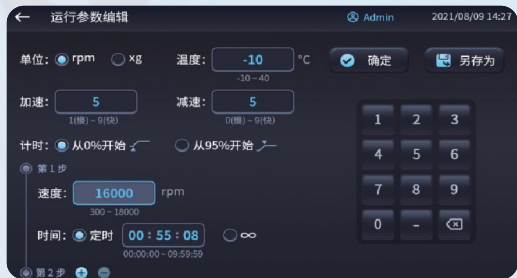 ← 运行参数编辑 Admin 2021/08/09 14:27
单位: rpm xg 温度: -10 °C 确定 另存为
-10~40
加速: 5 减速: 5
1(慢)~9(快) 0(慢)~9(快)
1 2 3
计时: 从0%开始 从95%开始
4 5 6
第1步
速度: 16000 rpm
7 8 9
300~18000
时间: 定时 00:55:08 ∞
0 -
00:00:00~09:59:59
第2步